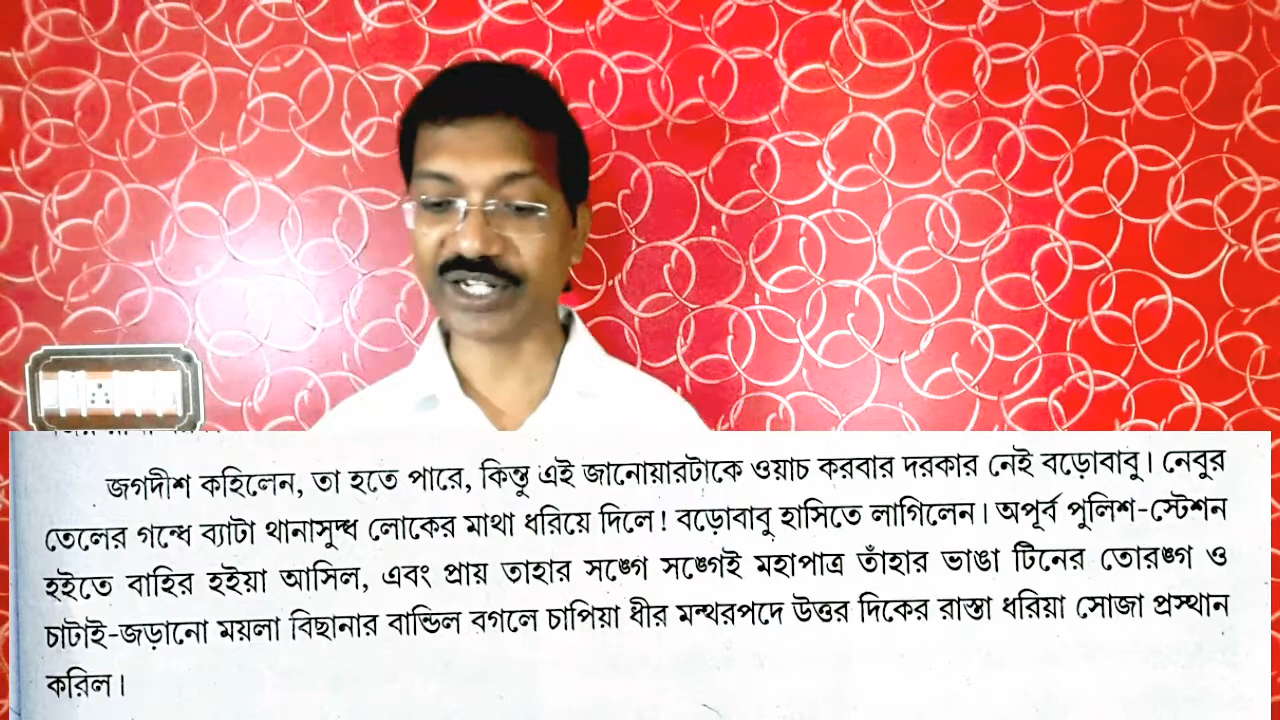 জগদীশ কহিলেন, তা হতে পারে, কিন্তু এই জানোয়ারটাকে ওয়াচ করবার দরকার নেই বড়োবাবু। নেবুর
তেলের গন্ধে ব্যাটা থানাসুদ্ধ লোকের মাথা ধরিয়ে দিলে! বড়োবাবু হাসিতে লাগিলেন। অপূর্ব পুলিশ-স্টেশন
হইতে বাহির হইয়া আসিল, এবং প্রায় তাহার সঙ্গে সঙ্গেই মহাপাত্র তাঁহার ভাঙা টিনের তোরঙ্গ ও
চাটাই-জড়ানো ময়লা বিছানার বান্ডিল বগলে চাপিয়া ধীর মন্থরপদে উত্তর দিকের রাস্তা ধরিয়া সোজা প্রস্থান
করিল।